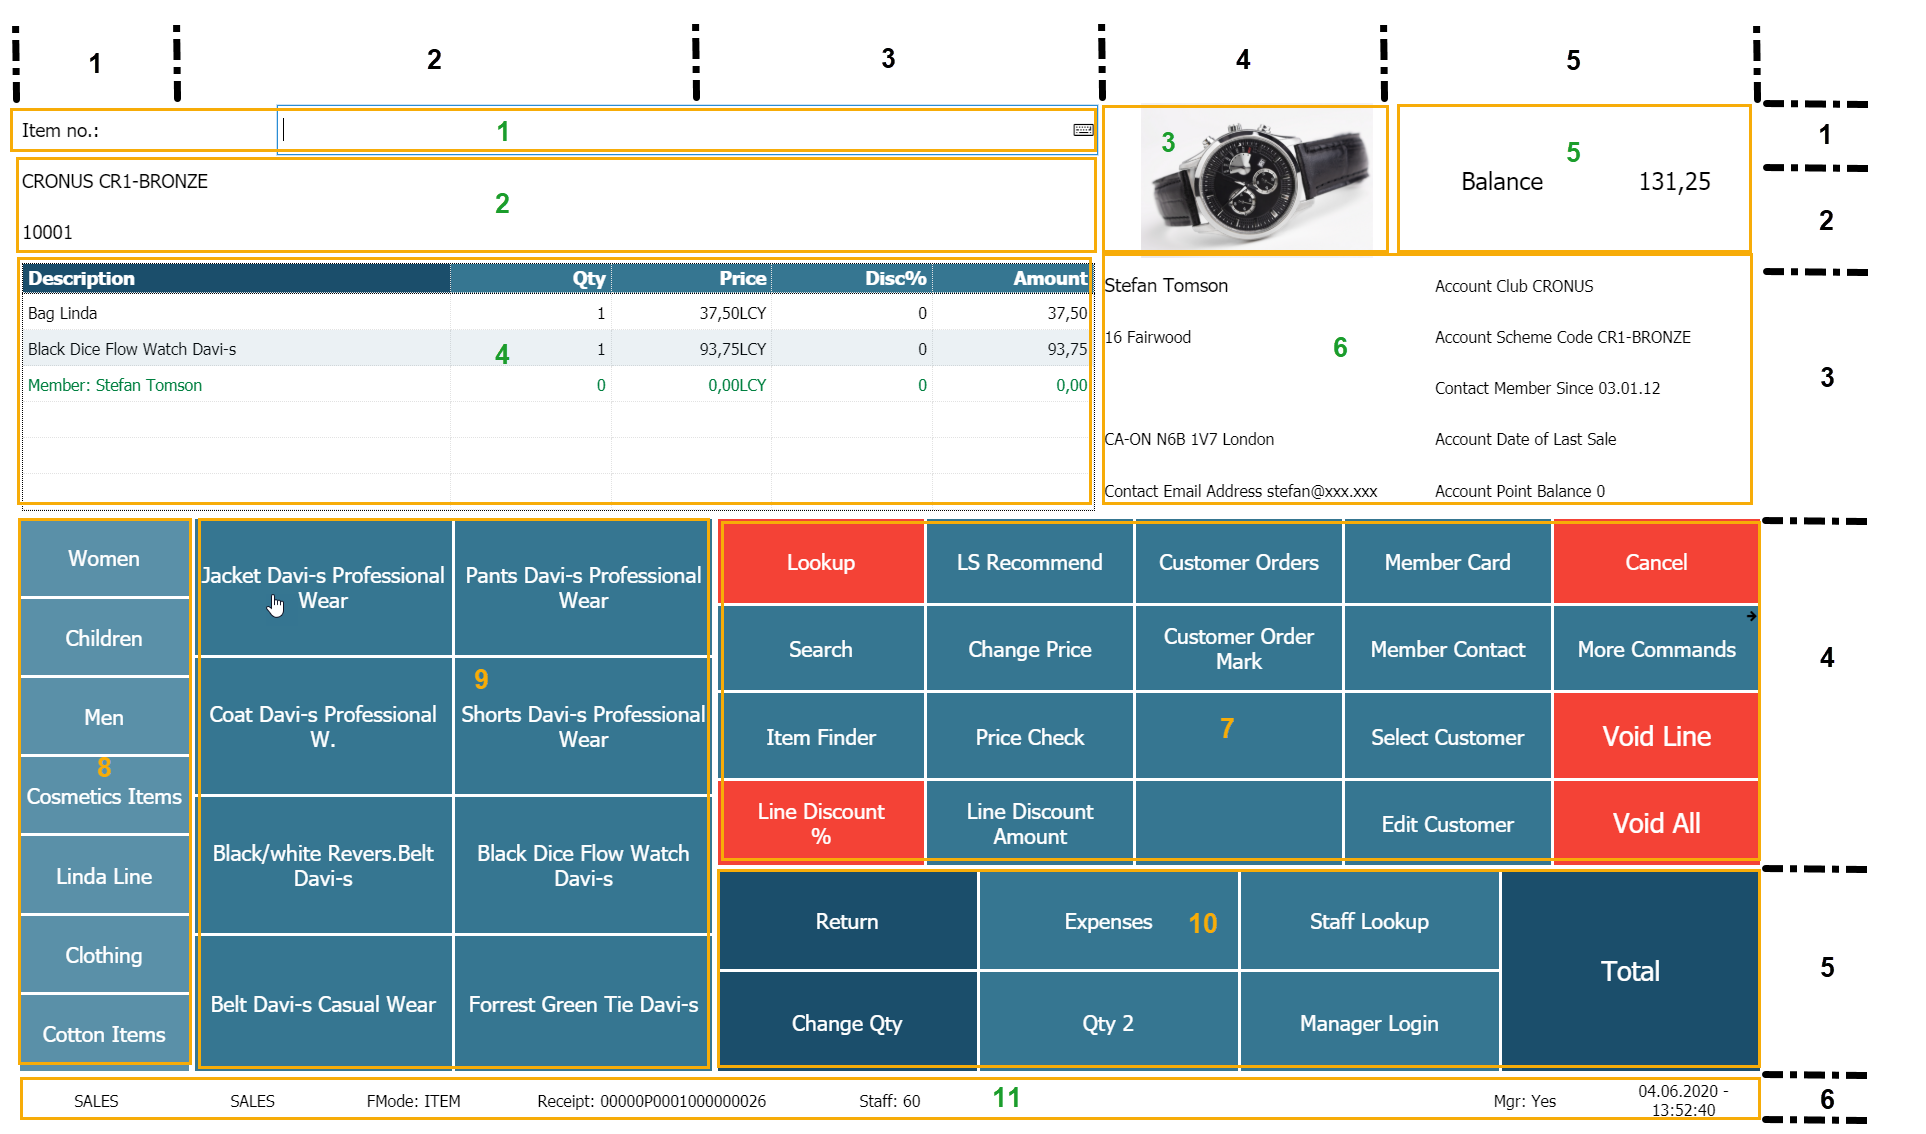 1 2 3 4 5
Item no.: 1
3
5
1
Balance 131,25
CRONUS CR1-BRONZE
2
10001
2
Description Qty Price Disc% Amount
Bag Linda 1 37,50LCY 0 37,50
Black Dice Flow Watch Davi-s 1 93,75LCY 0 93,75
4
Member: Stefan Tomson 0 0,00LCY 0 0,00
Stefan Tomson Account Club CRONUS
16 Fairwood Account Scheme Code CR1-BRONZE
6
Contact Member Since 03.01.12
CA-ON N6B 1V7 London Account Date of Last Sale
Contact Email Address stefan@xxx.xxx Account Point Balance 0
3
Women
Children
Men
8
Cosmetics Items
Linda Line
Clothing
Cotton Items
Jacket Davi-s Professional
Wear
Pants Davi-s Professional
Wear
9
Coat Davi-s Professional
W.
Shorts Davi-s Professional
Wear
Black/white Revers.Belt
Davi-s
Black Dice Flow Watch
Davi-s
Belt Davi-s Casual Wear
Forrest Green Tie Davi-s
Lookup LS Recommend Customer Orders Member Card Cancel
Search Change Price
Customer Order
Mark
Member Contact More Commands
4
Item Finder Price Check 7 Select Customer Void Line
Line Discount
%
Line Discount
Amount
Edit Customer Void All
Return Expenses 10 Staff Lookup
Total
5
Change Qty Qty 2 Manager Login
SALES SALES FMode: ITEM Receipt: 00000P0001000000026 Staff: 60 11 Mgr: Yes
04.06.2020 -
13:52:40
6